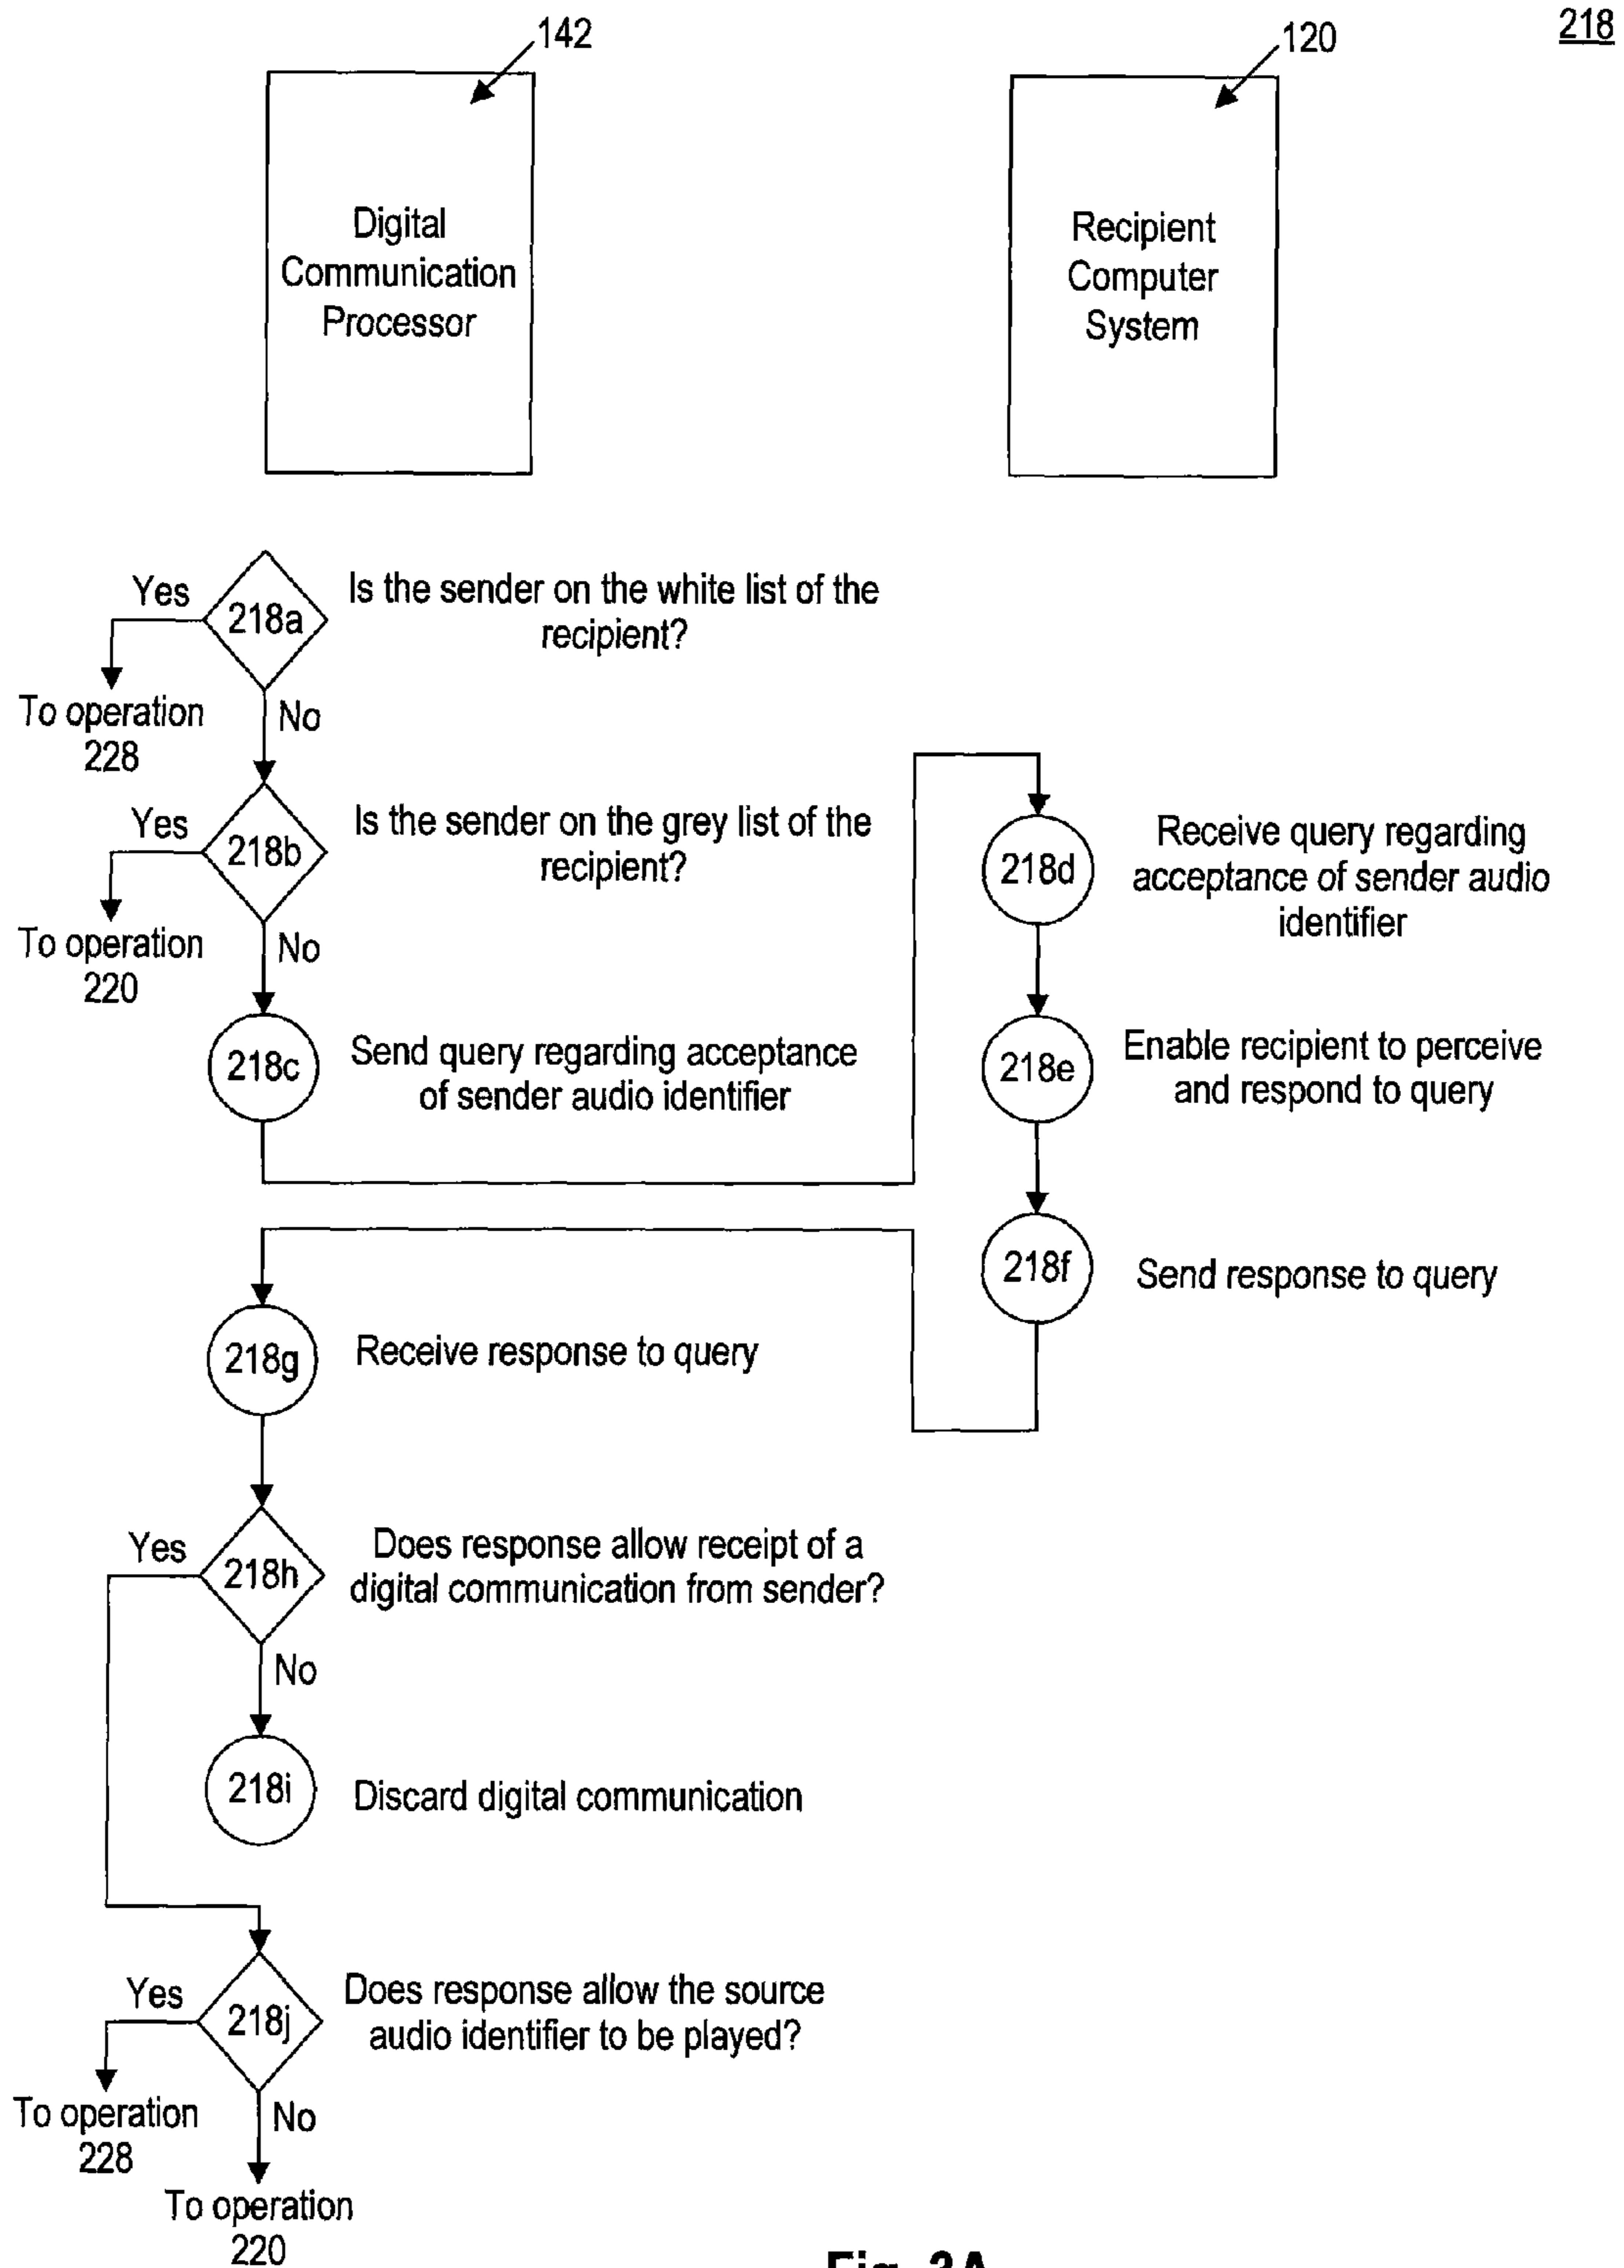 142
120
218
Digital
Communication
Processor
Recipient
Computer
System
Yes
218a
Is the sender on the white list of the
recipient?
To operation
228
No
Yes
218b
Is the sender on the grey list of the
recipient?
To operation
220
No
218c
Send query regarding acceptance
of sender audio identifier
218d
Receive query regarding
acceptance of sender audio
identifier
218e
Enable recipient to perceive
and respond to query
218f
Send response to query
218g
Receive response to query
Yes
218h
Does response allow receipt of a
digital communication from sender?
No
218i
Discard digital communication
Yes
218j
Does response allow the source
audio identifier to be played?
To operation
228
No
To operation
220
Fig. 3A